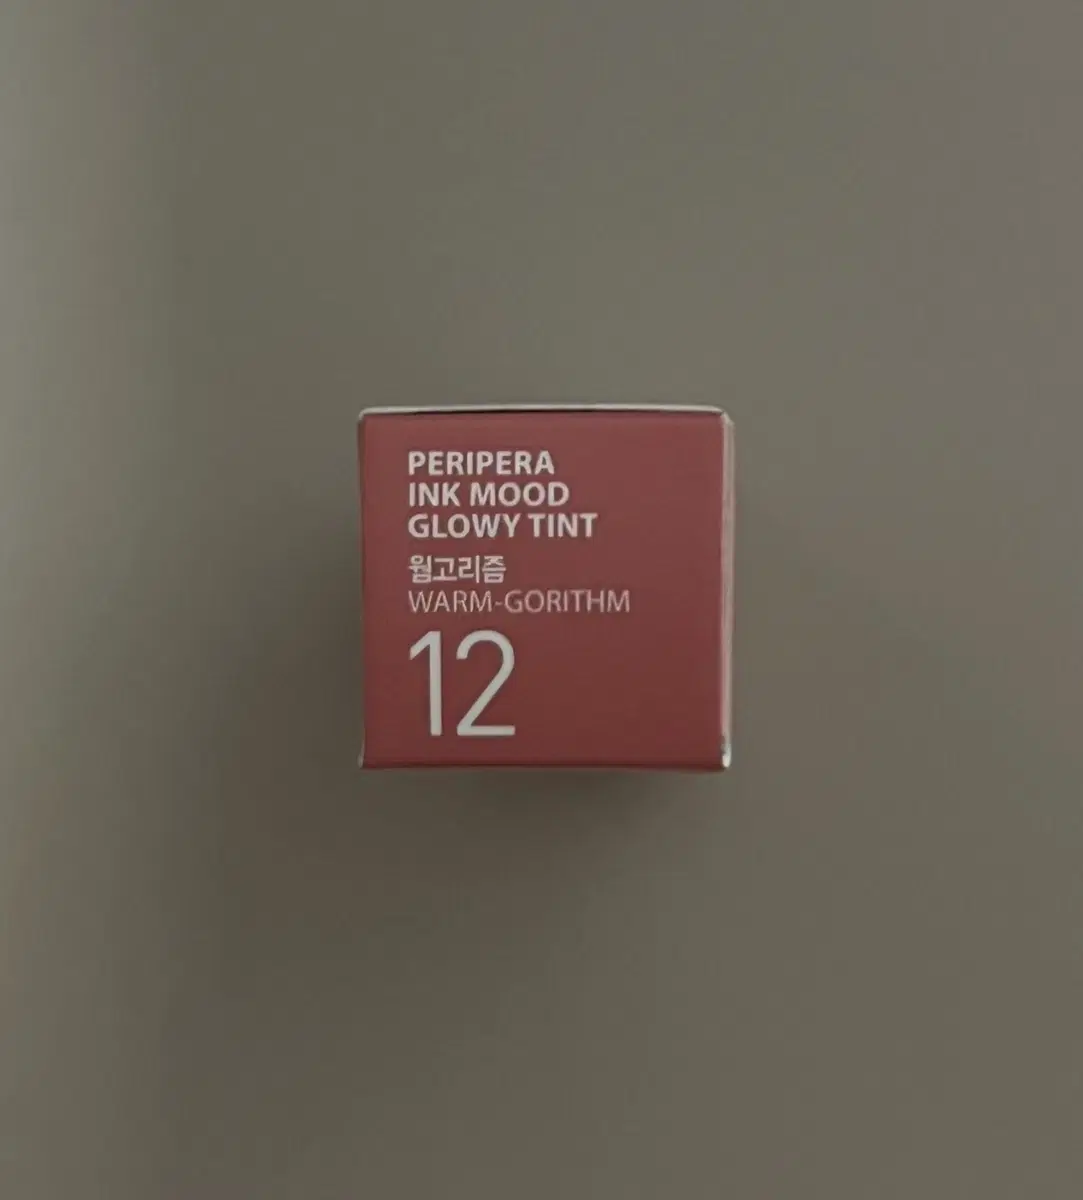 PERIPERA
INK MOOD
GLOWY TINT
웜고리즘
WARM-GORITHM
12